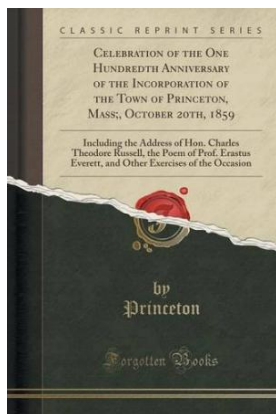 CLASSIC REPRINT SERIES
CELEBRATION OF THE ONE
HUNDREDTH ANNIVERSARY
OF THE INCORPORATION OF
THE TOWN OF PRINCETON,
MASS;, OCTOBER 20TH, 1859
Including the Address of Hon. Charles
Theodore Russell, the Poem of Prof. Erastus
Everett, and Other Exercises of the Occasion
by
Princeton
Forgotten Books